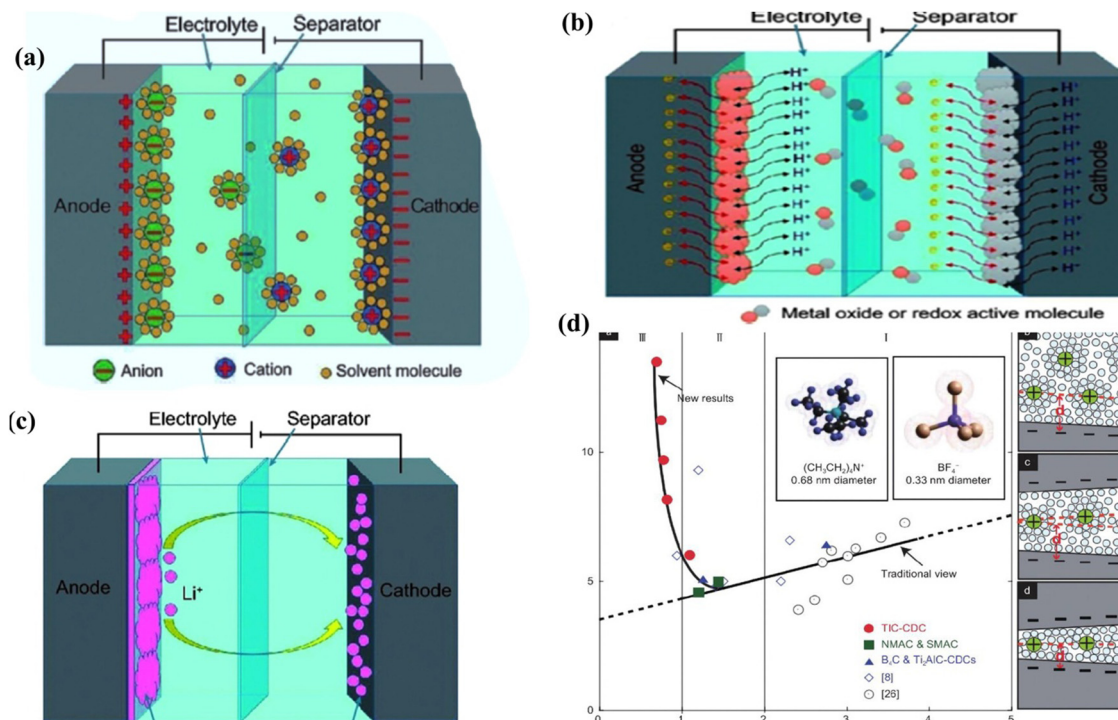 (a)
Electrolyte
Separator
Anode
Cathode
Anion
Cation
Solvent molecule
(b)
Electrolyte
Separator
Anode
H+ H+ H+ H+ H+ H+ H+ H+ H+ H+ H+ H+ H+
Cathode
H+ H+ H+ H+ H+ H+ H+ H+ H+ H+ H+ H+ H+
Metal oxide or redox active molecule
(c)
Electrolyte
Separator
Anode
Li+
Cathode
(d)
III
II
I
New results
(CH3CH2)4N+
0.68 nm diameter
BF4−
0.33 nm diameter
Traditional view
TIC-CDC
NMAC & SMAC
B4C & Ti2AlC-CDCs
[8]
[26]
10
5
0
0 1 2 3 4 5
d
c
d
d
d